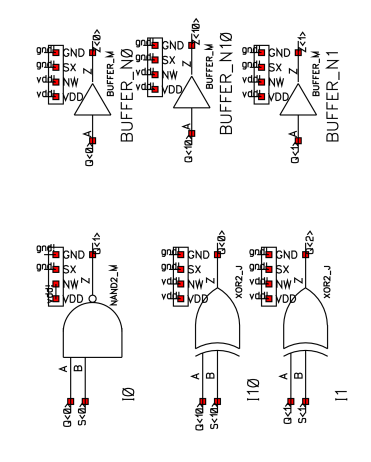 gnd GND Z<0>
gnd SX
vdd NW Z BUFFER_M
vdd VDD
A
Q<0>
BUFFER_N0
gnd GND Z<10>
gnd SX
vdd NW Z BUFFER_M
vdd VDD
A
Q<10>
BUFFER_N10
gnd GND Z<1>
gnd SX
vdd NW Z BUFFER_M
vdd VDD
A
Q<1>
BUFFER_N1
gnd GND Q<1>
gnd SX
vdd NW Z NAND2_M
vdd VDD
A B
Q<0> S<0>
I0
gnd GND Q<0>
gnd SX
vdd NW Z XOR2_J
vdd VDD
A B
Q<10> S<10>
I10
gnd GND Q<2>
gnd SX
vdd NW Z XOR2_J
vdd VDD
A B
Q<1> S<1>
I1